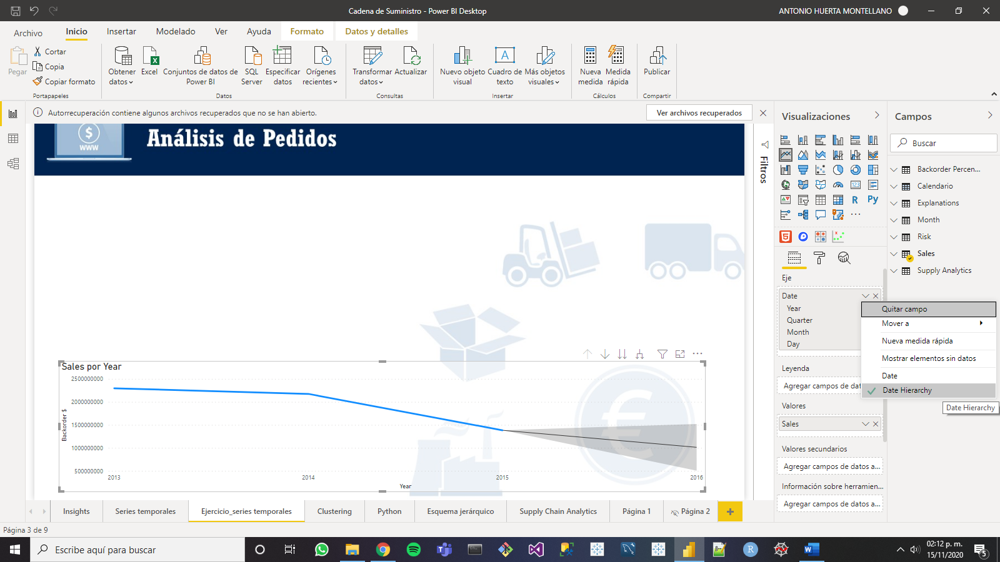 Cadena de Suministro - Power BI Desktop
ANTONIO HUERTA MONTELLANO
Archivo
Inicio
Insertar
Modelado
Ver
Ayuda
Formato
Datos y detalles
Pegar
Cortar
Copia
Copiar formato
Portapapeles
Obtener
datos
Excel
Conjuntos de datos de
Power BI
SQL
Server
Especificar
datos
Orígenes
recientes
Datos
Transformar
datos
Actualizar
Consultas
Nuevo objeto
visual
Cuadro de
texto
Más objetos
visuales
Insertar
Nueva
medida
Medida
rápida
Cálculos
Publicar
Compartir
Autorrecuperación contiene algunos archivos recuperados que no se han abierto.
Ver archivos recuperados
WWW
Análisis de Pedidos
Sales por Year
2500000000
2000000000
1500000000
1000000000
500000000
Backorder $
2013
2014
2015
2016
Year
Filtros
Visualizaciones
R
Py
Eje
Date
Year
Quarter
Month
Day
Leyenda
Agregar campos de dat
Valores
Sales
Valores secundarios
Agregar campos de datos a...
Información sobre herramien...
Agregar campos de datos a...
Campos
Buscar
Backorder Percen...
Calendario
Explanations
Month
Risk
Sales
Supply Analytics
Quitar campo
Mover a
Nueva medida rápida
Mostrar elementos sin datos
Date
Date Hierarchy
Date Hierarchy
Insights
Series temporales
Ejercicio_series temporales
Clustering
Python
Esquema jerárquico
Supply Chain Analytics
Página 1
Página 2
Página 3 de 9
Escribe aquí para buscar
02:12 p. m.
15/11/2020
5